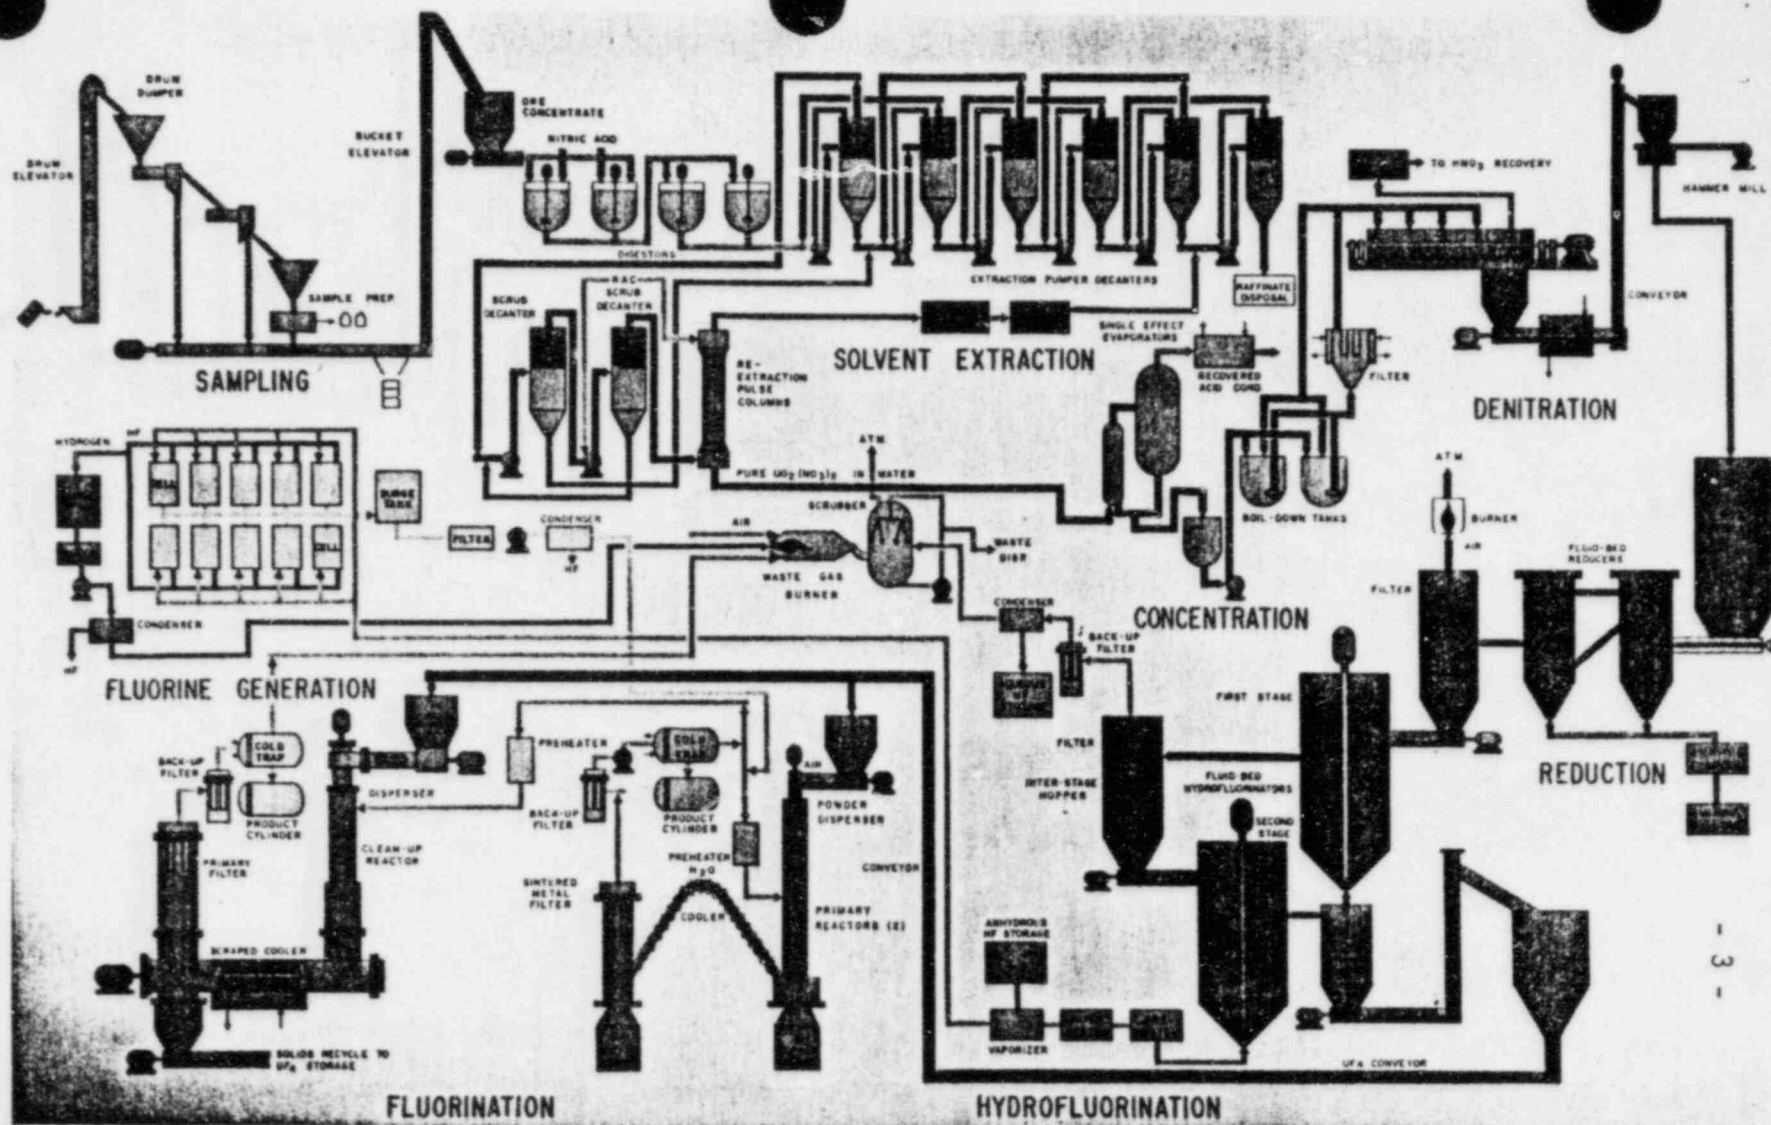 DRUM
DUMPER
DRUM
ELEVATOR
BUCKET
ELEVATOR
SAMPLE PREP.
SAMPLING
ORE
CONCENTRATE
NITRIC ACID
DIGESTORS
SCRUB
DECANTER
RAC
SCRUB
DECANTER
RE-
EXTRACTION
PULSE
COLUMNS
EXTRACTION PUMPER DECANTERS
RAFFINATE
DISPOSAL
SOLVENT EXTRACTION
PURE UO2(NO3)2 IN WATER
SINGLE EFFECT
EVAPORATORS
RECOVERED
ACID COND
BOIL-DOWN TANKS
CONCENTRATION
TO HNO3 RECOVERY
FILTER
CONVEYOR
HAMMER MILL
DENITRATION
HYDROGEN
HF
CELL
CELL
SURGE
TANK
FILTER
CONDENSER
HF
CONDENSER
HF
FLUORINE GENERATION
ATM.
SCRUBBER
AIR
WASTE GAS
BURNER
WASTE
DISP.
ATM.
BURNER
AIR
FILTER
FLUID-BED
REDUCERS
REDUCTION
CONDENSER
BACK-UP
FILTER
FIRST STAGE
FILTER
INTER-STAGE
HOPPER
FLUID-BED
HYDROFLUORINATORS
SECOND
STAGE
ANHYDROUS
HF STORAGE
VAPORIZER
UF4 CONVEYOR
HYDROFLUORINATION
BACK-UP
FILTER
COLD
TRAP
PRODUCT
CYLINDER
PRIMARY
FILTER
DISPERSER
CLEAN-UP
REACTOR
SCRAPED COOLER
SOLIDS RECYCLE TO
UF4 STORAGE
PREHEATER
BACK-UP
FILTER
COLD
TRAP
PRODUCT
CYLINDER
AIR
POWDER
DISPERSER
PREHEATER
H2O
COOLER
SINTERED
METAL
FILTER
PRIMARY
REACTORS (2)
CONVEYOR
FLUORINATION
- 3 -